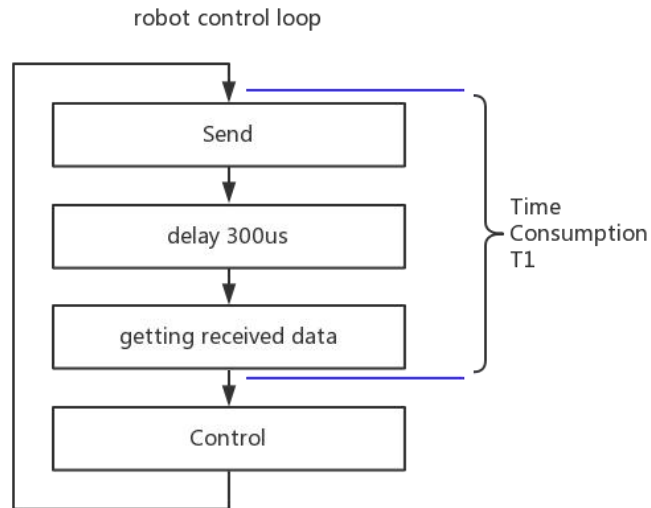 robot control loop
Send
delay 300us
getting received data
Control
Time
Consumption
T1